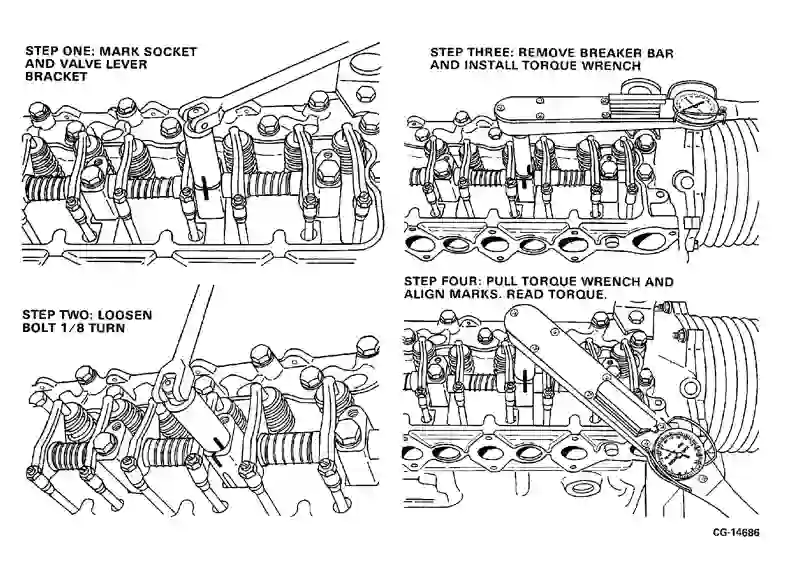 STEP ONE: MARK SOCKET
AND VALVE LEVER
BRACKET
STEP THREE: REMOVE BREAKER BAR
AND INSTALL TORQUE WRENCH
STEP TWO: LOOSEN
BOLT 1/8 TURN
STEP FOUR: PULL TORQUE WRENCH AND
ALIGN MARKS. READ TORQUE.
CG-14686